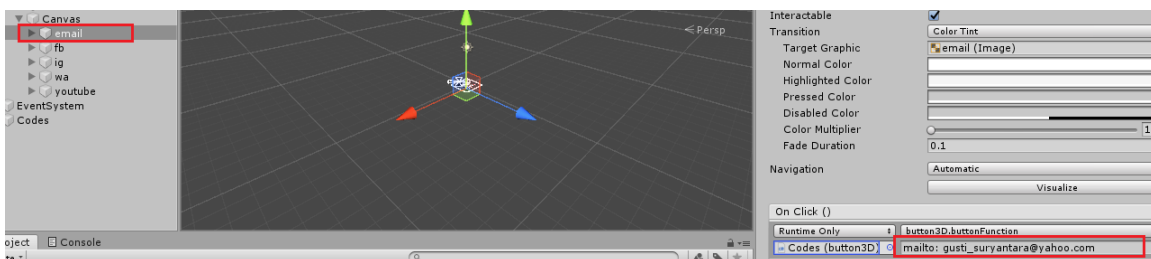 Canvas
email
fb
ig
wa
youtube
EventSystem
Codes
Persp
Console
Interactable
Transition
Color Tint
Target Graphic
email (Image)
Normal Color
Highlighted Color
Pressed Color
Disabled Color
Color Multiplier
1
Fade Duration
0.1
Navigation
Automatic
Visualize
On Click ()
Runtime Only
button3D.buttonFunction
Codes (button3D)
mailto: gusti_suryantara@yahoo.com